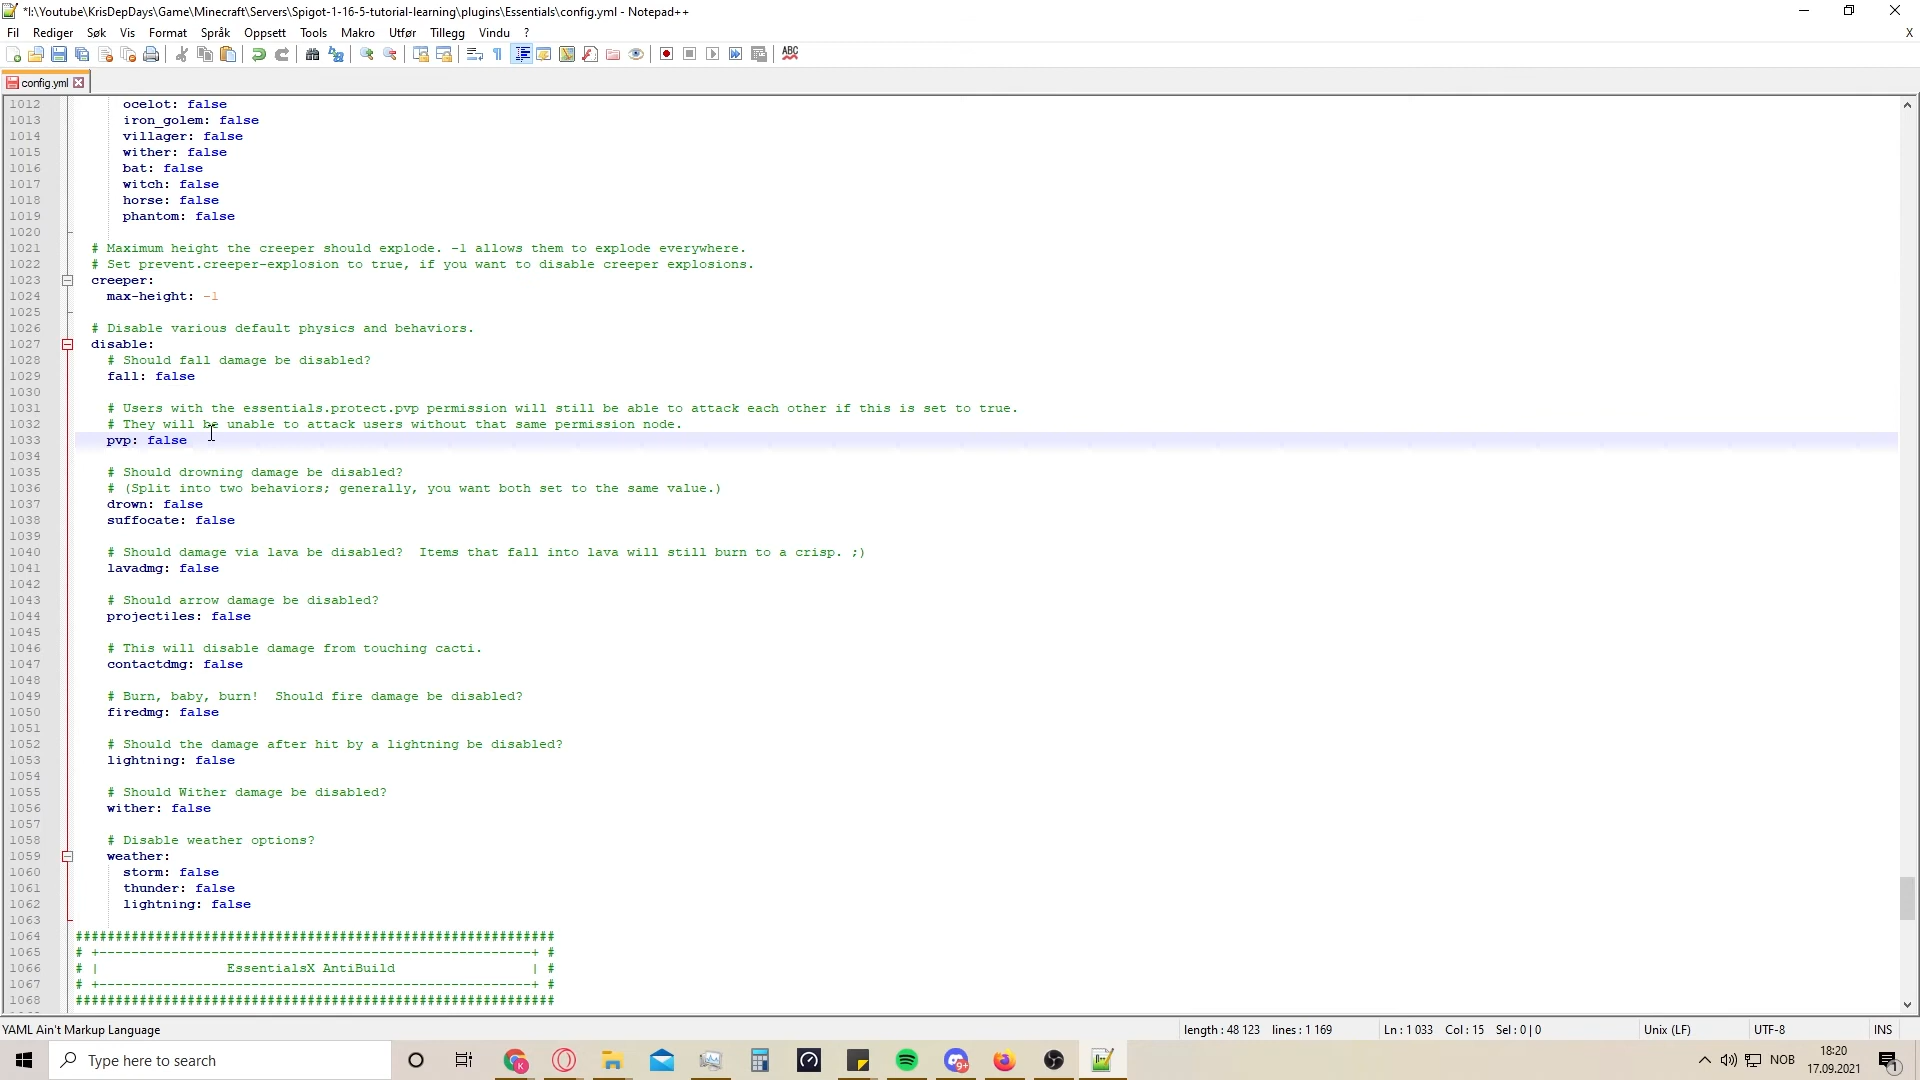 *I:\Youtube\KrisDepDays\Game\Minecraft\Servers\Spigot-1-16-5-tutorial-learning\plugins\Essentials\config.yml - Notepad++
Fil Rediger Søk Vis Format Språk Oppsett Tools Makro Utfør Tillegg Vindu ? X
config.yml
1012 ocelot: false
1013 iron_golem: false
1014 villager: false
1015 wither: false
1016 bat: false
1017 witch: false
1018 horse: false
1019 phantom: false
1020
1021 # Maximum height the creeper should explode. -1 allows them to explode everywhere.
1022 # Set prevent.creeper-explosion to true, if you want to disable creeper explosions.
1023 creeper:
1024 max-height: -1
1025
1026 # Disable various default physics and behaviors.
1027 disable:
1028 # Should fall damage be disabled?
1029 fall: false
1030
1031 # Users with the essentials.protect.pvp permission will still be able to attack each other if this is set to true.
1032 # They will be unable to attack users without that same permission node.
1033 pvp: false
1034
1035 # Should drowning damage be disabled?
1036 # (Split into two behaviors; generally, you want both set to the same value.)
1037 drown: false
1038 suffocate: false
1039
1040 # Should damage via lava be disabled?  Items that fall into lava will still burn to a crisp. ;)
1041 lavadmg: false
1042
1043 # Should arrow damage be disabled?
1044 projectiles: false
1045
1046 # This will disable damage from touching cacti.
1047 contactdmg: false
1048
1049 # Burn, baby, burn!  Should fire damage be disabled?
1050 firedmg: false
1051
1052 # Should the damage after hit by a lightning be disabled?
1053 lightning: false
1054
1055 # Should Wither damage be disabled?
1056 wither: false
1057
1058 # Disable weather options?
1059 weather:
1060 storm: false
1061 thunder: false
1062 lightning: false
1063
1064 ############################################################
1065 # +------------------------------------------------------+ #
1066 # | EssentialsX AntiBuild | #
1067 # +------------------------------------------------------+ #
1068 ############################################################
YAML Ain't Markup Language length : 48 123 lines : 1 169 Ln : 1 033 Col : 15 Sel : 0 | 0 Unix (LF) UTF-8 INS
Type here to search NOB 18:20
17.09.2021